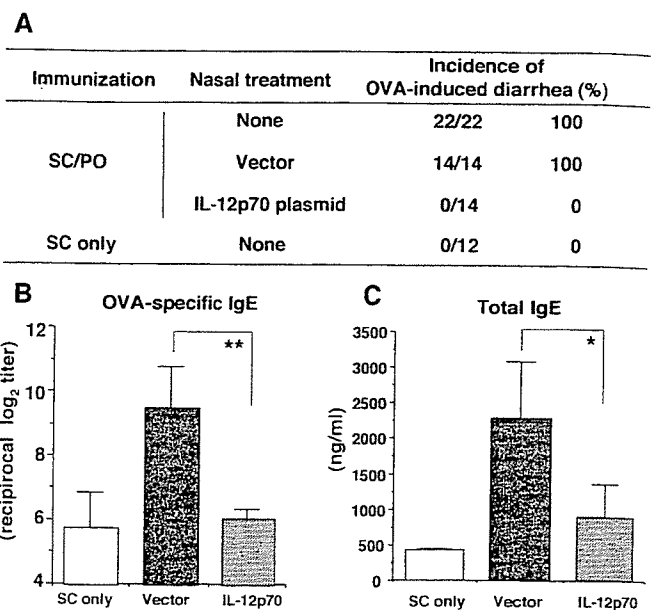 A
Immunization Nasal treatment Incidence of OVA-induced diarrhea (%)
None 22/22 100
SC/PO Vector 14/14 100
IL-12p70 plasmid 0/14 0
SC only None 0/12 0
B OVA-specific IgE
(recipirocal log2 titer)
12
10
8
6
4
**
SC only Vector IL-12p70
C Total IgE
(ng/ml)
3500
3000
2500
2000
1500
1000
500
0
*
SC only Vector IL-12p70